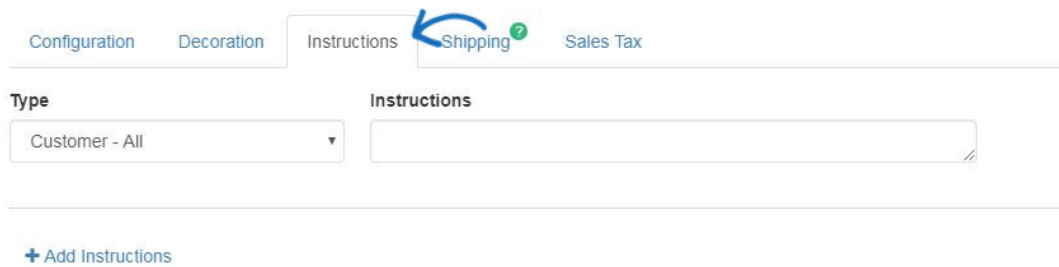 Configuration Decoration Instructions Shipping ? Sales Tax
Type Instructions
Customer - All
+ Add Instructions